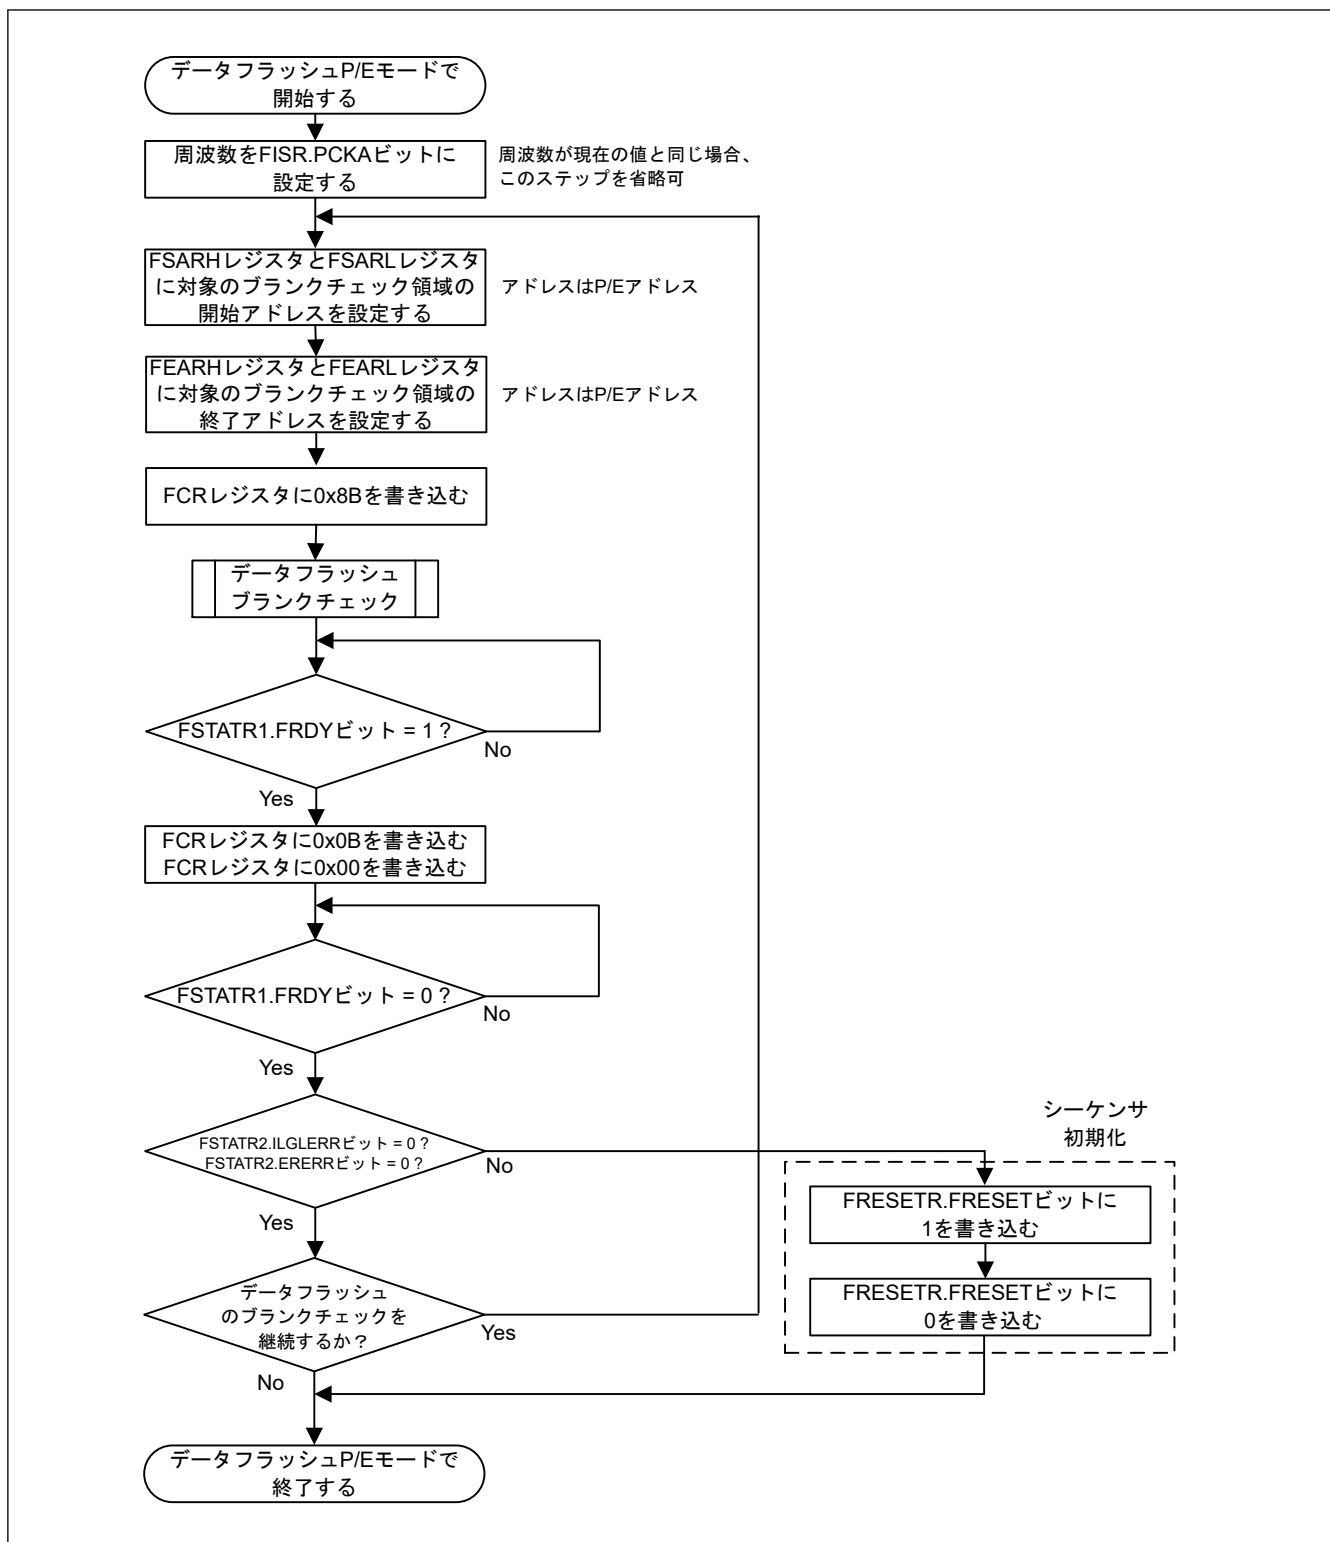 データフラッシュP/Eモードで
開始する
周波数をFISR.PCKAビットに
設定する
周波数が現在の値と同じ場合、
このステップを省略可
FSARHレジスタとFSARLレジスタ
に対象のブランクチェック領域の
開始アドレスを設定する
アドレスはP/Eアドレス
FEARHレジスタとFEARLレジスタ
に対象のブランクチェック領域の
終了アドレスを設定する
アドレスはP/Eアドレス
FCRレジスタに0x8Bを書き込む
データフラッシュ
ブランクチェック
FSTATR1.FRDYビット = 1 ?
No
Yes
FCRレジスタに0x0Bを書き込む
FCRレジスタに0x00を書き込む
FSTATR1.FRDYビット = 0 ?
No
Yes
FSTATR2.ILGLERRビット = 0 ?
FSTATR2.ERERRビット = 0 ?
No
Yes
シーケンサ
初期化
FRESETR.FRESETビットに
1を書き込む
FRESETR.FRESETビットに
0を書き込む
データフラッシュ
のブランクチェックを
継続するか？
Yes
No
データフラッシュP/Eモードで
終了する